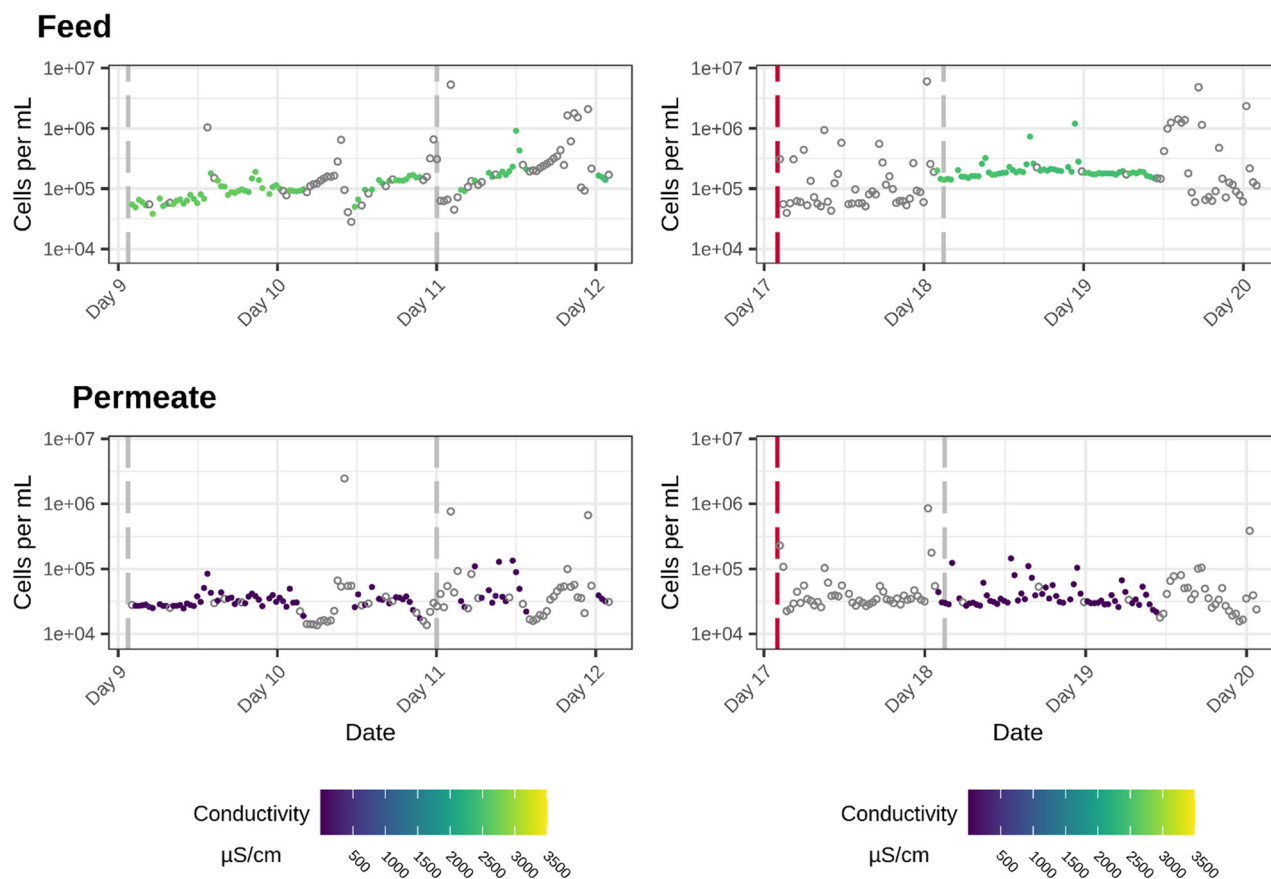 Feed
Cells per mL
1e+07
1e+06
1e+05
1e+04
Day 9
Day 10
Day 11
Day 12
Cells per mL
1e+07
1e+06
1e+05
1e+04
Day 17
Day 18
Day 19
Day 20
Permeate
Cells per mL
1e+07
1e+06
1e+05
1e+04
Day 9
Day 10
Day 11
Day 12
Date
Cells per mL
1e+07
1e+06
1e+05
1e+04
Day 17
Day 18
Day 19
Day 20
Date
Conductivity
µS/cm
500
1000
1500
2000
2500
3000
3500
Conductivity
µS/cm
500
1000
1500
2000
2500
3000
3500